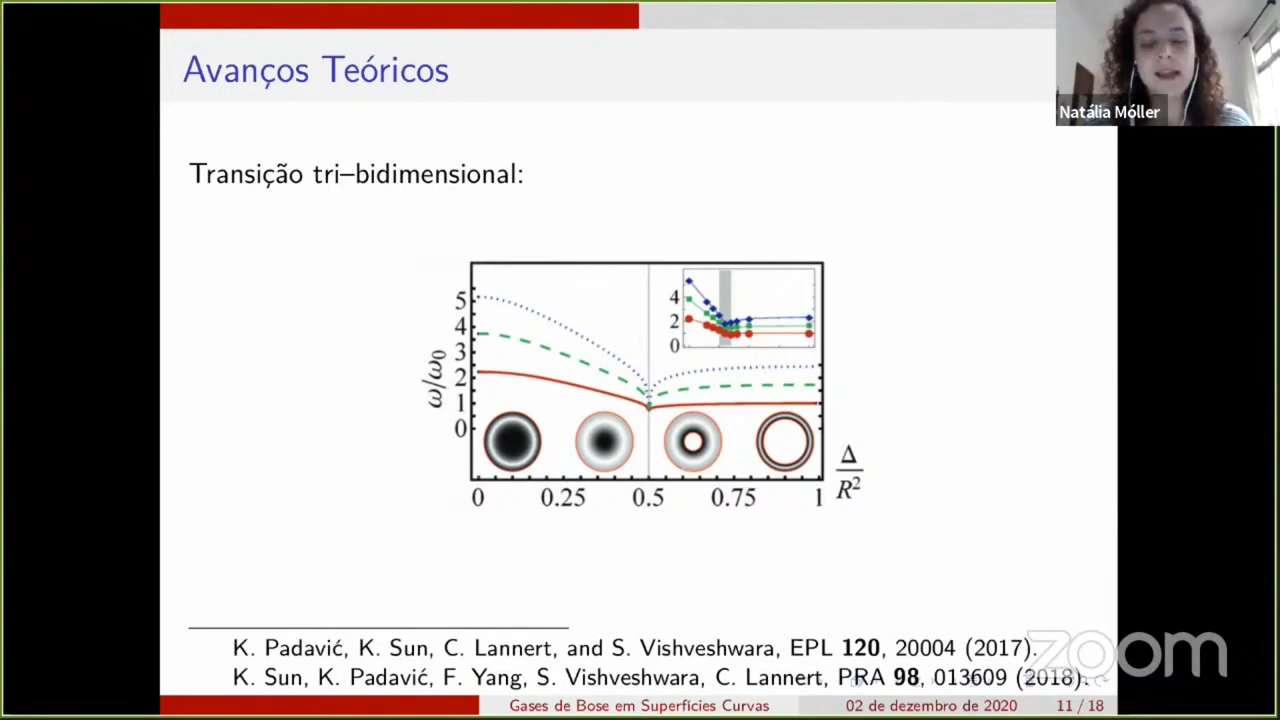 Avanços Teóricos
Natália Móller
Transição tri–bidimensional:
5
4
3
2
1
0
ω/ω0
4
2
0
0
0.25
0.5
0.75
1
Δ
R²
K. Padavić, K. Sun, C. Lannert, and S. Vishveshwara, EPL 120, 20004 (2017).
K. Sun, K. Padavić, F. Yang, S. Vishveshwara, C. Lannert, PRA 98, 013609 (2018).
zoom
Gases de Bose em Superfícies Curvas
02 de dezembro de 2020
11 / 18